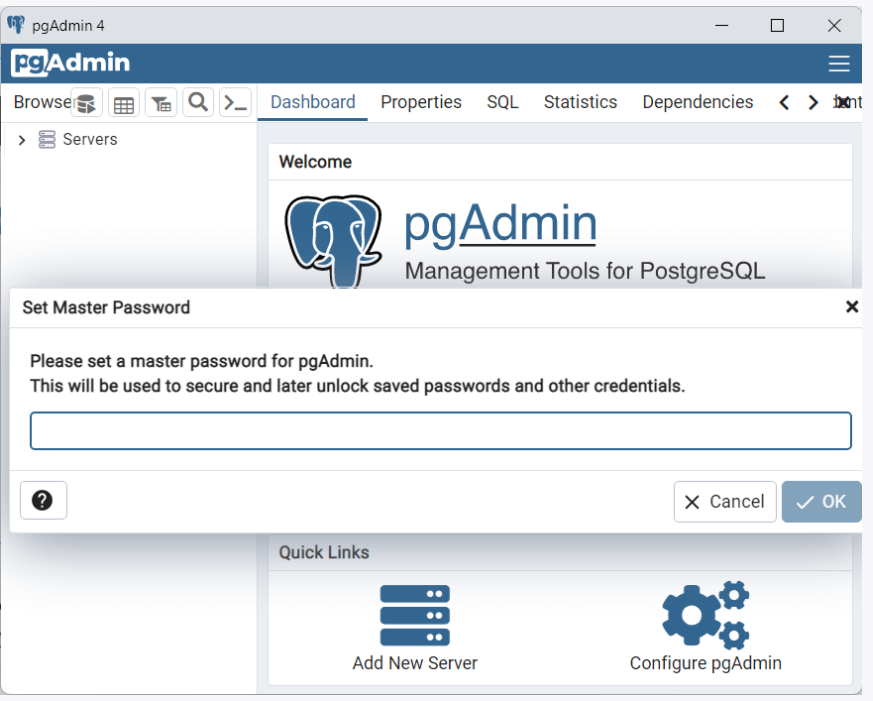 pgAdmin 4
pgAdmin
Browse
Dashboard Properties SQL Statistics Dependencies
Servers
Welcome
pgAdmin
Management Tools for PostgreSQL
Set Master Password
Please set a master password for pgAdmin.
This will be used to secure and later unlock saved passwords and other credentials.
Cancel OK
Quick Links
Add New Server Configure pgAdmin